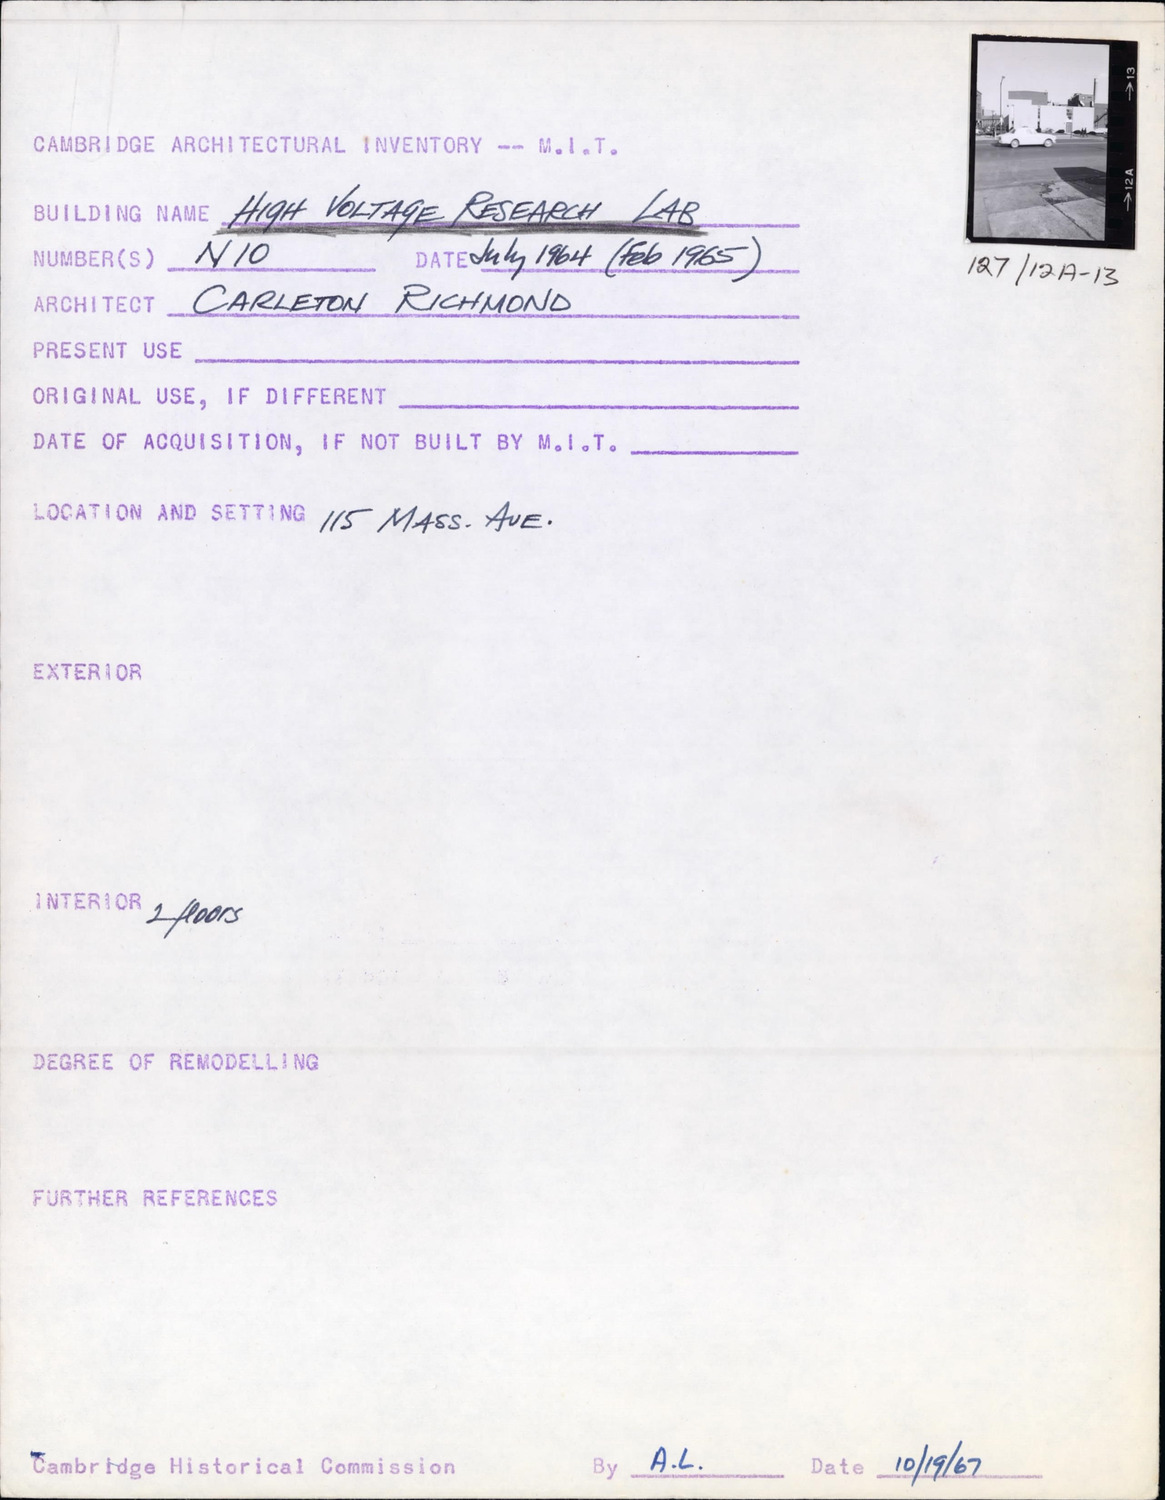 →13
→12A
127/12A-13
CAMBRIDGE ARCHITECTURAL INVENTORY -- M.I.T.
BUILDING NAME HIGH VOLTAGE RESEARCH LAB
NUMBER(S) N10 DATE July 1964 (Feb 1965)
ARCHITECT CARLETON RICHMOND
PRESENT USE
ORIGINAL USE, IF DIFFERENT
DATE OF ACQUISITION, IF NOT BUILT BY M.I.T.
LOCATION AND SETTING 115 MASS. AVE.
EXTERIOR
INTERIOR 2 floors
DEGREE OF REMODELLING
FURTHER REFERENCES
Cambridge Historical Commission By A.L. Date 10/19/67